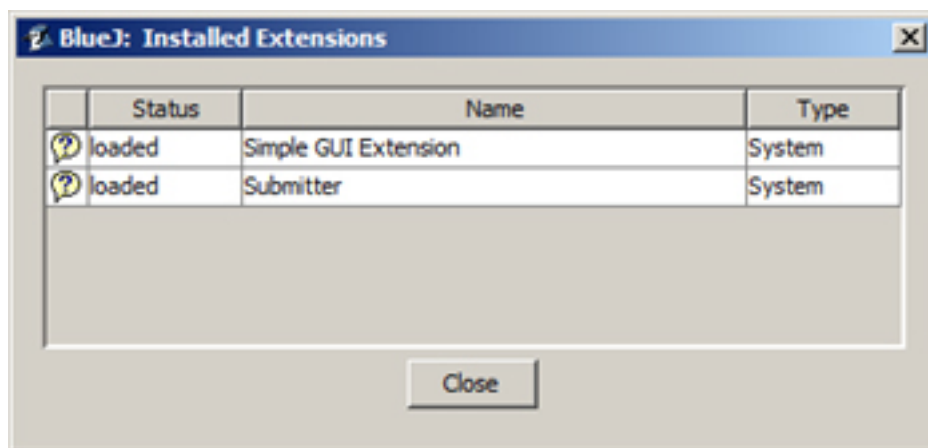 BlueJ: Installed Extensions
Status Name Type
loaded Simple GUI Extension System
loaded Submitter System
Close